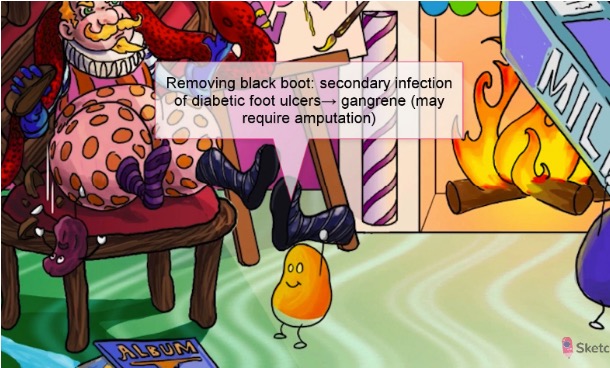 Removing black boot: secondary infection
of diabetic foot ulcers→ gangrene (may
require amputation)
MIL
ALBUM
Sketc